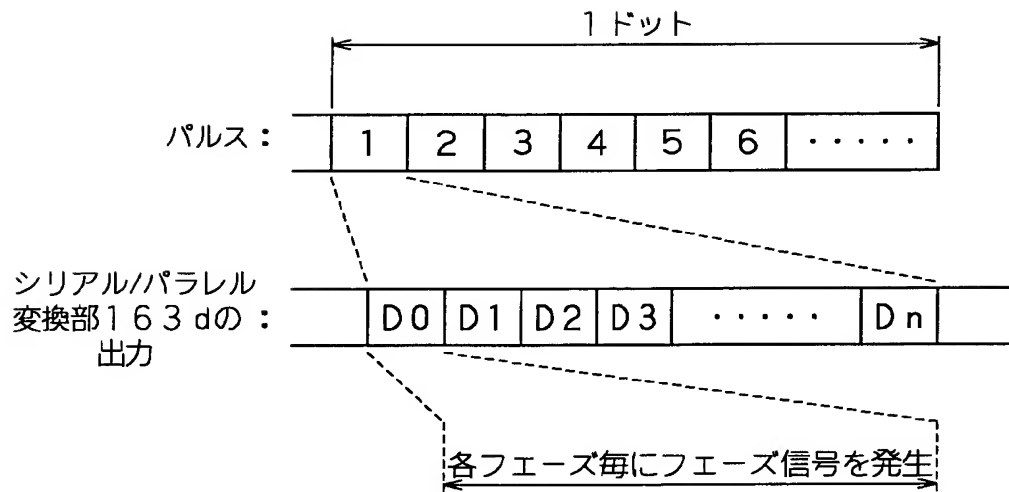 1ドット
パルス: 1 2 3 4 5 6 ・・・・・
シリアル/パラレル
変換部163dの : D0 D1 D2 D3 ・・・・・ Dn
出力
各フェーズ毎にフェーズ信号を発生